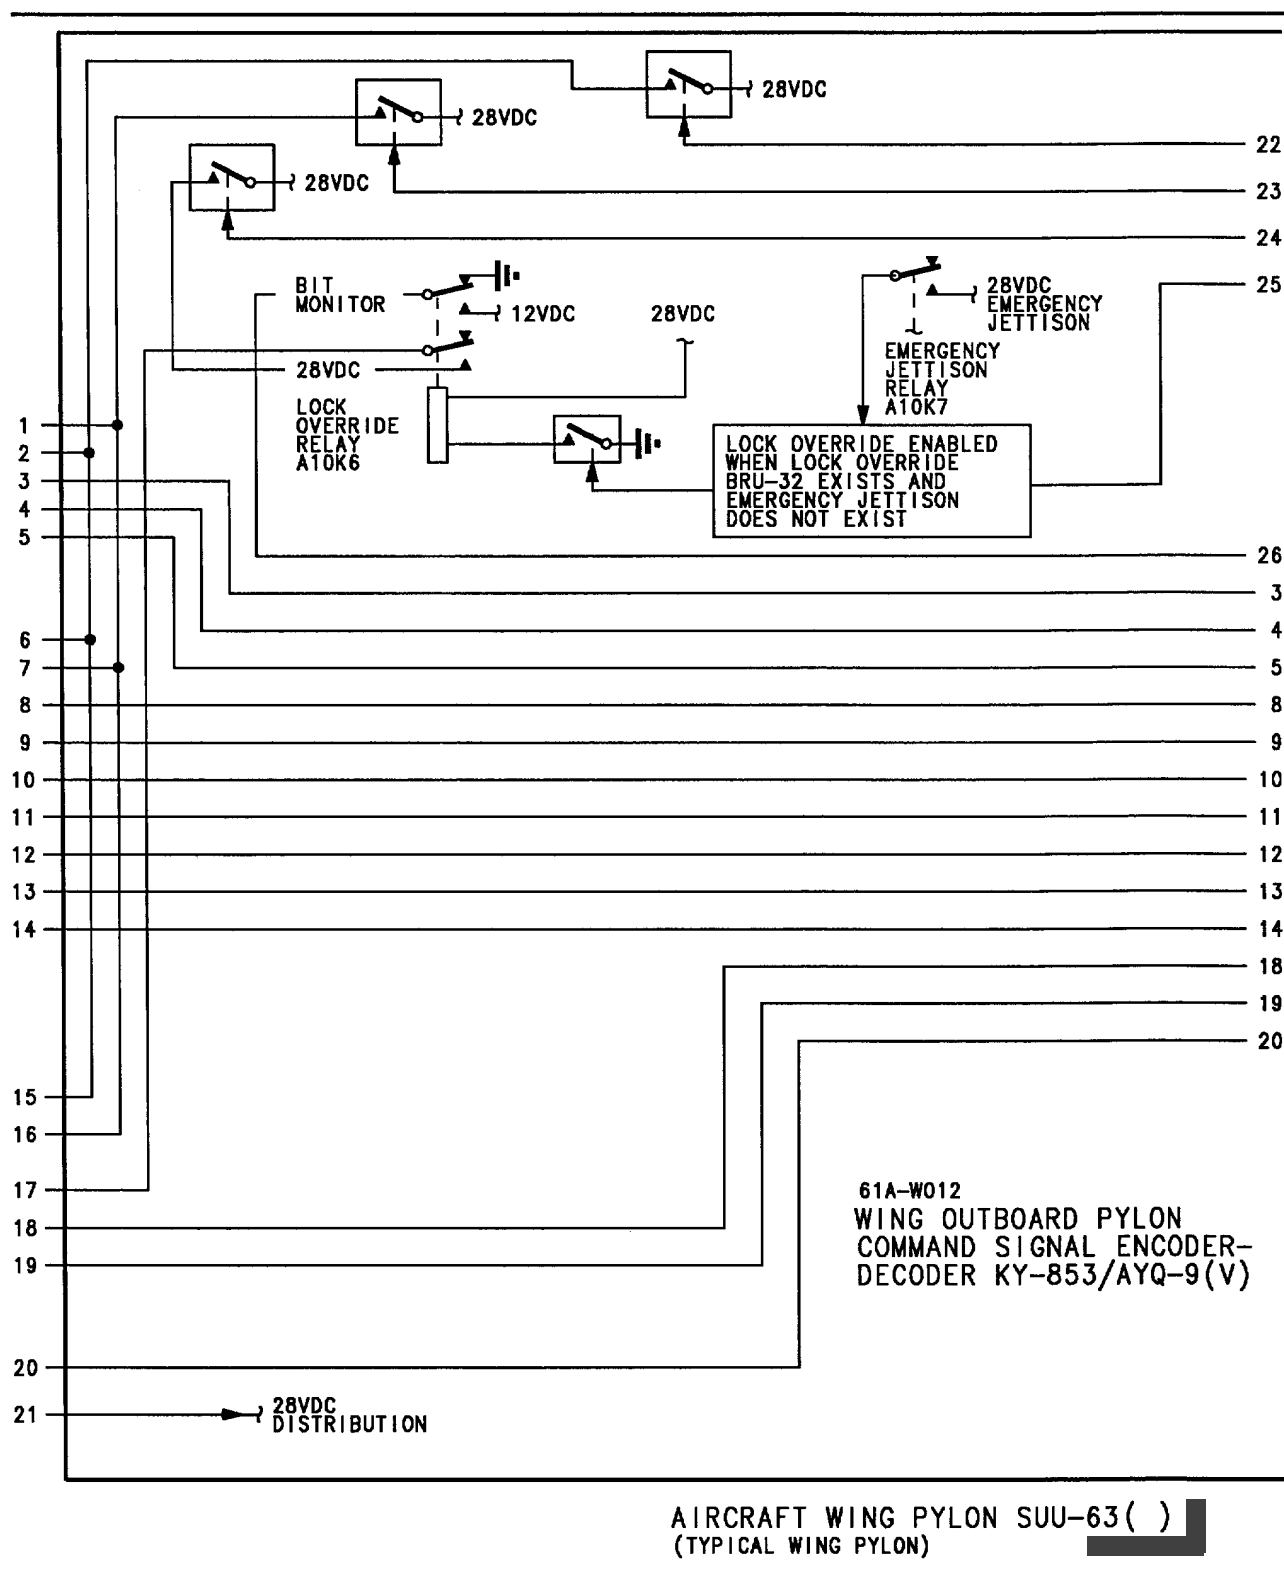 28VDC
28VDC
22
28VDC
23
24
BIT
MONITOR
12VDC
28VDC
28VDC
EMERGENCY
JETTISON
25
28VDC
EMERGENCY
JETTISON
RELAY
A10K7
LOCK
OVERRIDE
RELAY
A10K6
LOCK OVERRIDE ENABLED
WHEN LOCK OVERRIDE
BRU-32 EXISTS AND
EMERGENCY JETTISON
DOES NOT EXIST
1
2
3
4
5
26
3
4
5
6
7
8
8
9
9
10
10
11
11
12
12
13
13
14
14
18
19
20
15
16
17
18
19
61A-W012
WING OUTBOARD PYLON
COMMAND SIGNAL ENCODER-
DECODER KY-853/AYQ-9(V)
20
21
28VDC
DISTRIBUTION
AIRCRAFT WING PYLON SUU-63( )
(TYPICAL WING PYLON)